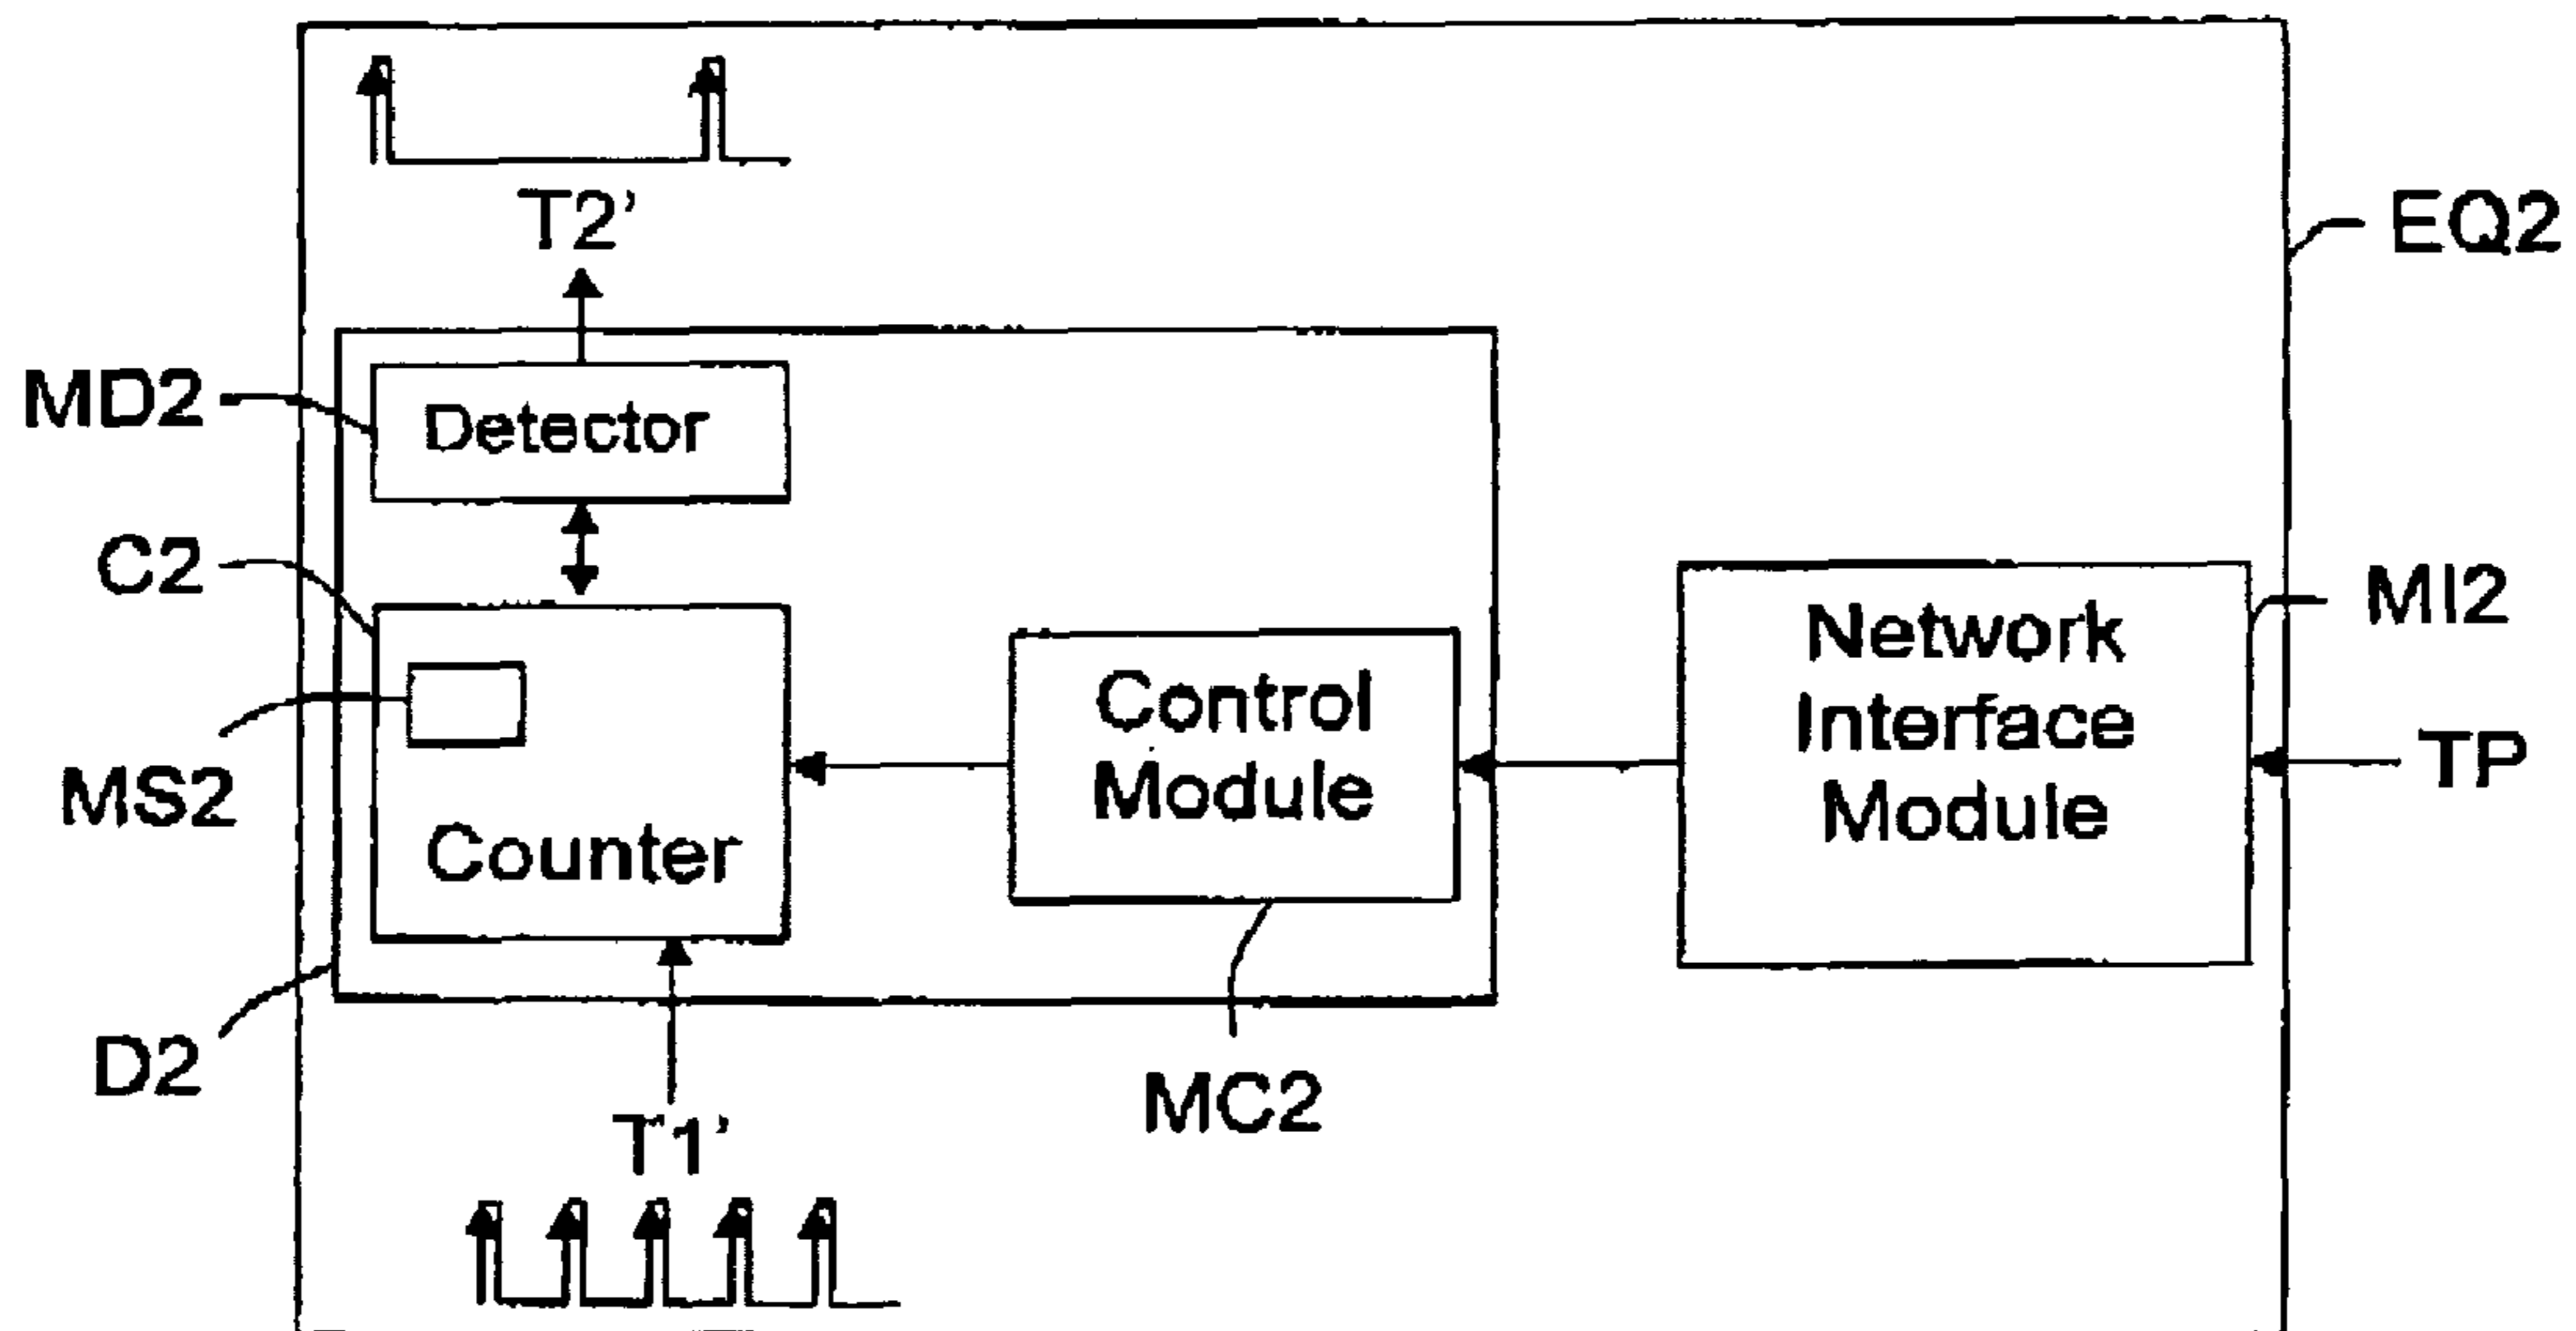 T2’
EQ2
MD2
Detector
C2
Network
Interface
Module
MI2
Control
Module
TP
MS2
Counter
D2
MC2
T1’